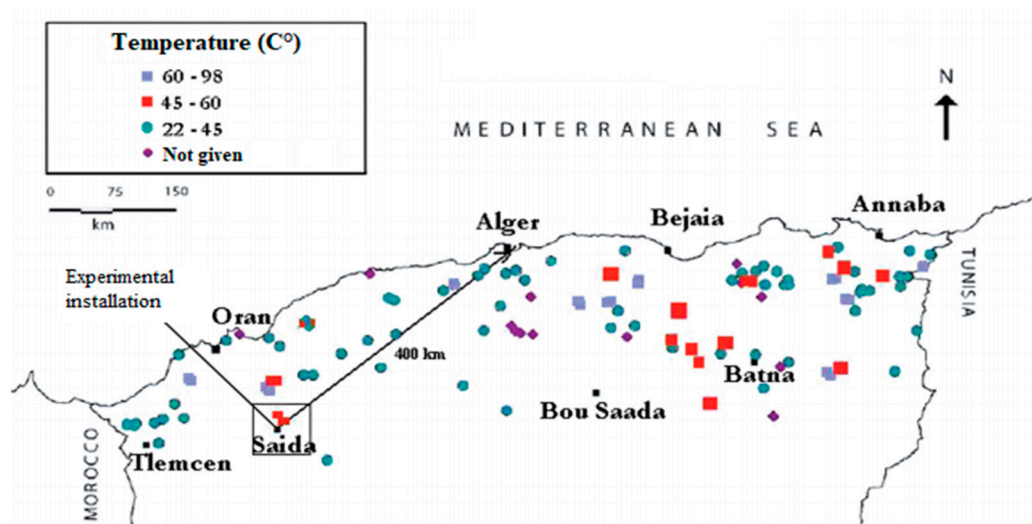 Temperature (C°)
60 - 98
45 - 60
22 - 45
Not given
0 75 150
km
N
MEDITERRANEAN SEA
Alger
Bejaia
Annaba
TUNISIA
Experimental
installation
Oran
400 km
Batna
Bou Saada
Saida
Tlemcen
MOROCCO